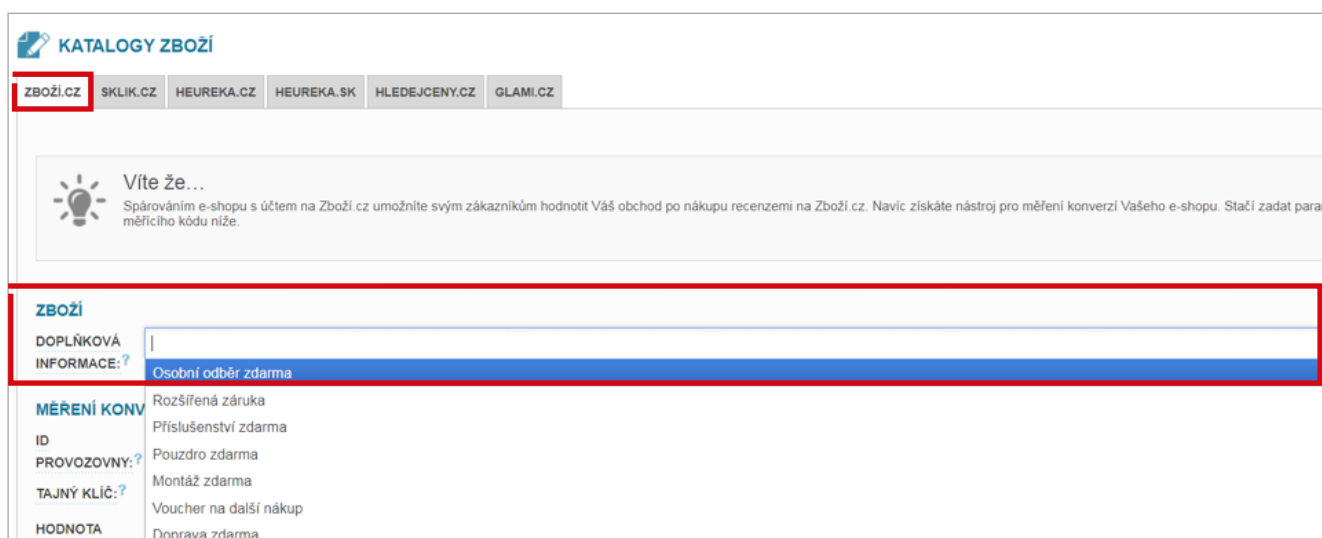 KATALOGY ZBOŽÍ
ZBOŽÍ.CZ SKLIK.CZ HEUREKA.CZ HEUREKA.SK HLEDEJCENY.CZ GLAMI.CZ
Víte že...
Spárováním e-shopu s účtem na Zboží.cz umožníte svým zákazníkům hodnotit Váš obchod po nákupu recenzemi na Zboží.cz. Navíc získáte nástroj pro měření konverzí Vašeho e-shopu. Stačí zadat para
měřícího kódu níže.
ZBOŽÍ
DOPLŇKOVÁ
INFORMACE:?
Osobní odběr zdarma
Rozšířená záruka
MĚŘENÍ KONV
Příslušenství zdarma
ID
PROVOZOVNY:?
Pouzdro zdarma
Montáž zdarma
TAJNÝ KLÍČ:?
Voucher na další nákup
HODNOTA
Doprava zdarma